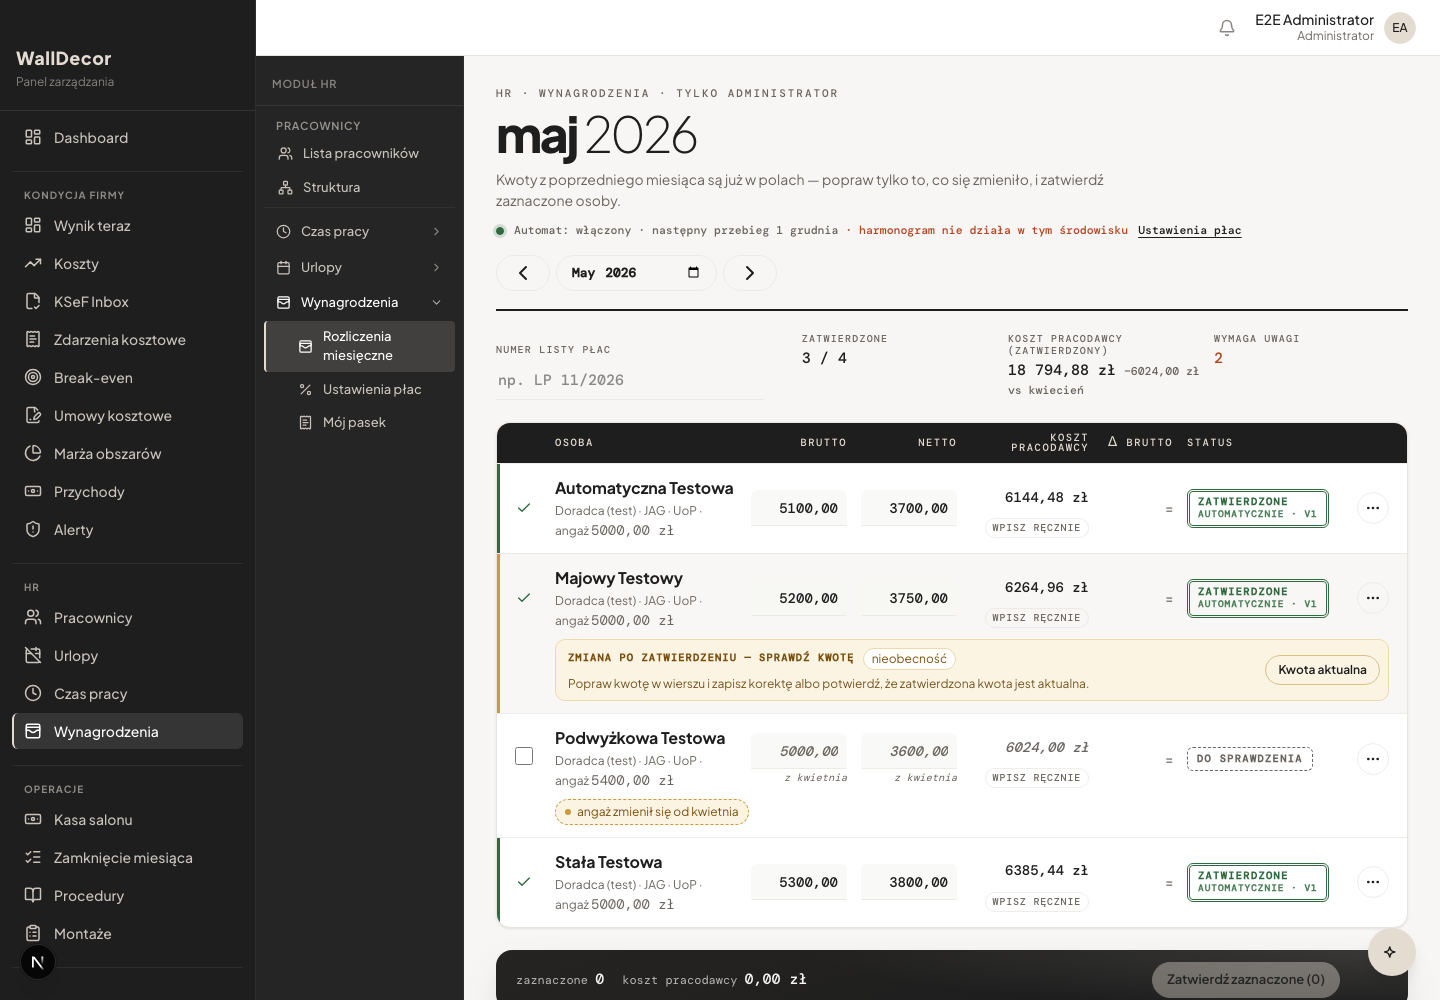 WallDecor
Panel zarządzania
Dashboard
KONDYCJA FIRMY
Wynik teraz
Koszty
KSeF Inbox
Zdarzenia kosztowe
Break-even
Umowy kosztowe
Marża obszarów
Przychody
Alerty
HR
Pracownicy
Urlopy
Czas pracy
Wynagrodzenia
OPERACJE
Kasa salonu
Zamknięcie miesiąca
Procedury
Montaże
N
MODUŁ HR
PRACOWNICY
Lista pracowników
Struktura
Czas pracy
Urlopy
Wynagrodzenia
Rozliczenia
miesięczne
Ustawienia płac
Mój pasek
E2E Administrator
Administrator
EA
HR · WYNAGRODZENIA · TYLKO ADMINISTRATOR
maj 2026
Kwoty z poprzedniego miesiąca są już w polach — popraw tylko to, co się zmieniło, i zatwierdź
zaznaczone osoby.
Automat: włączony · następny przebieg 1 grudnia · harmonogram nie działa w tym środowisku Ustawienia płac
May 2026
NUMER LISTY PŁAC
np. LP 11/2026
ZATWIERDZONE
3 / 4
KOSZT PRACODAWCY
(ZATWIERDZONY)
18 794,88 zł −6024,00 zł
vs kwiecień
WYMAGA UWAGI
2
OSOBA BRUTTO NETTO KOSZT PRACODAWCY Δ BRUTTO STATUS
Automatyczna Testowa
Doradca (test) · JAG · UoP ·
angaż 5000,00 zł
5100,00 3700,00 6144,48 zł
WPISZ RĘCZNIE
=
ZATWIERDZONE
AUTOMATYCZNIE · V1
Majowy Testowy
Doradca (test) · JAG · UoP ·
angaż 5000,00 zł
5200,00 3750,00 6264,96 zł
WPISZ RĘCZNIE
=
ZATWIERDZONE
AUTOMATYCZNIE · V1
ZMIANA PO ZATWIERDZENIU — SPRAWDŹ KWOTĘ nieobecność
Popraw kwotę w wierszu i zapisz korektę albo potwierdź, że zatwierdzona kwota jest aktualna.
Kwota aktualna
Podwyżkowa Testowa
Doradca (test) · JAG · UoP ·
angaż 5400,00 zł
angaż zmienił się od kwietnia
5000,00 3600,00 6024,00 zł
z kwietnia z kwietnia WPISZ RĘCZNIE
=
DO SPRAWDZENIA
Stała Testowa
Doradca (test) · JAG · UoP ·
angaż 5000,00 zł
5300,00 3800,00 6385,44 zł
WPISZ RĘCZNIE
=
ZATWIERDZONE
AUTOMATYCZNIE · V1
zaznaczone 0 koszt pracodawcy 0,00 zł
Zatwierdź zaznaczone (0)